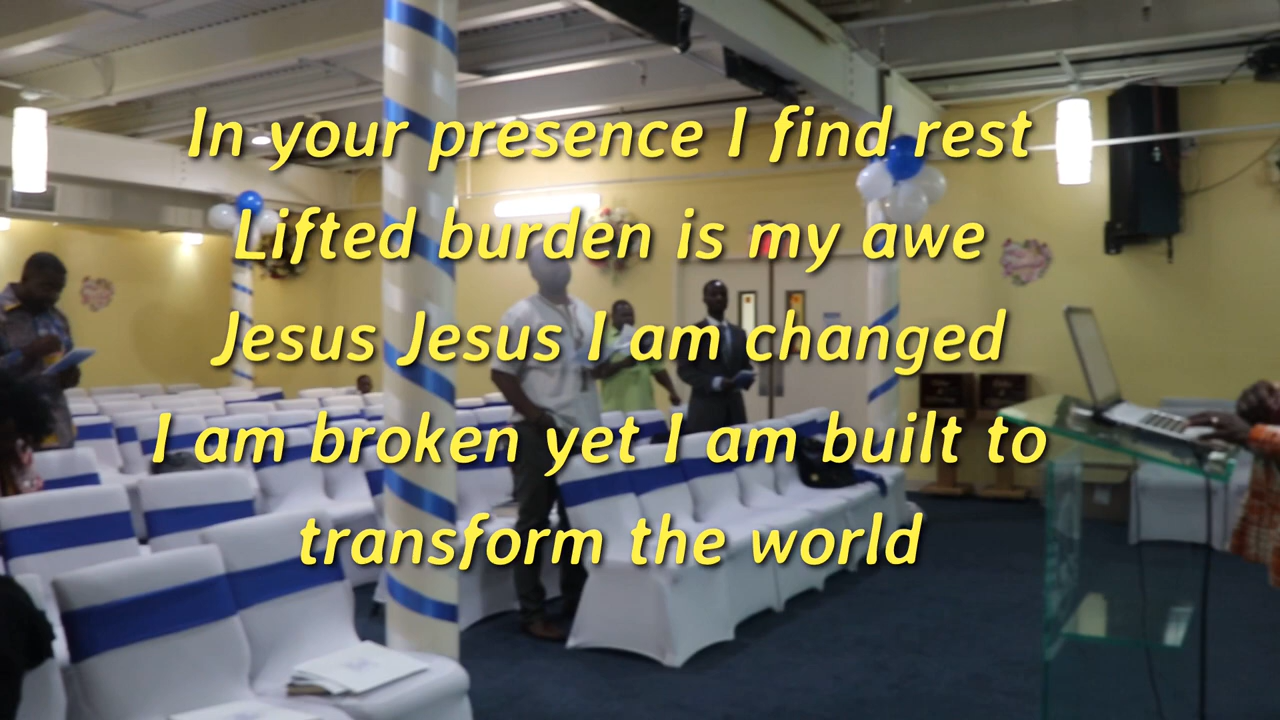 In your presence I find rest
Lifted burden is my awe
Jesus Jesus I am changed
I am broken yet I am built to
transform the world